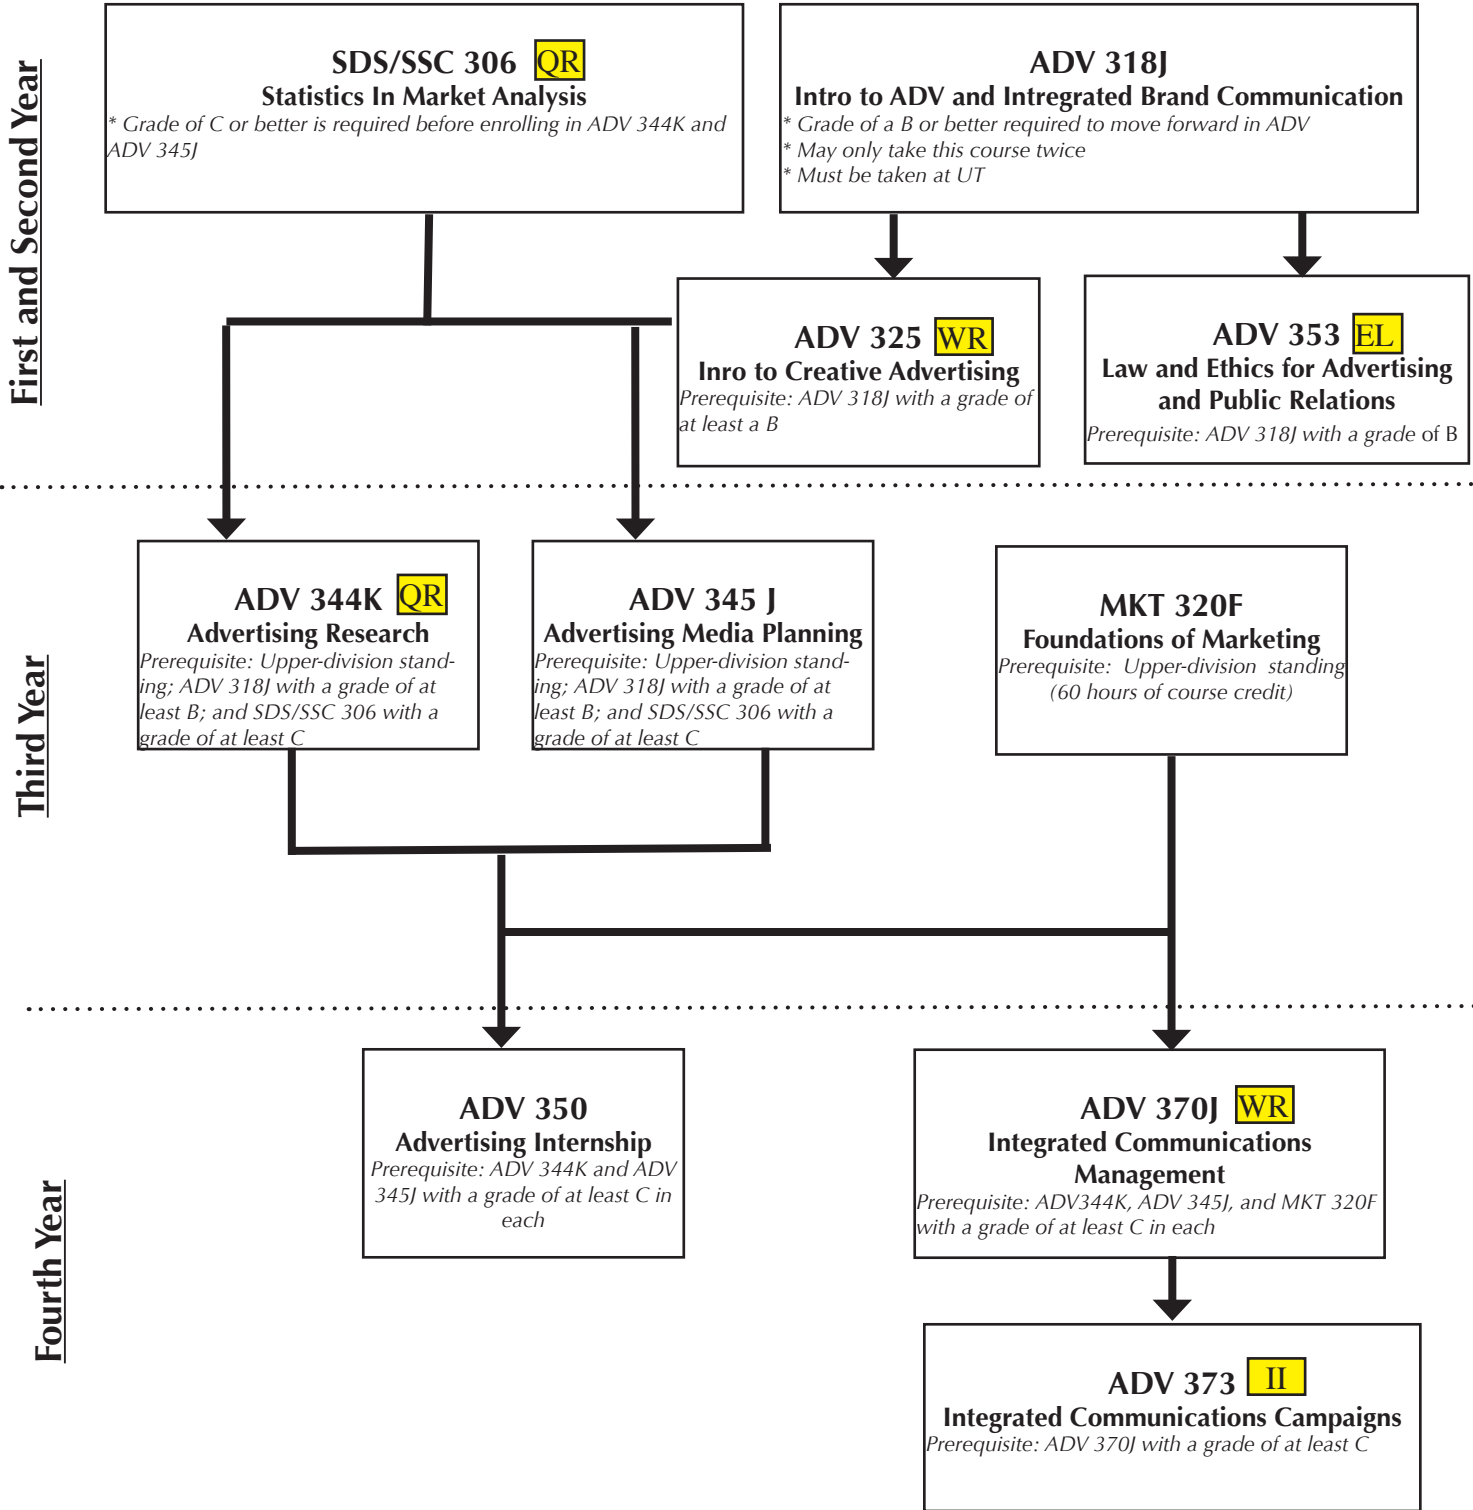 First and Second Year
SDS/SSC 306 QR
Statistics In Market Analysis
* Grade of C or better is required before enrolling in ADV 344K and
ADV 345J
ADV 318J
Intro to ADV and Intregrated Brand Communication
* Grade of a B or better required to move forward in ADV
* May only take this course twice
* Must be taken at UT
ADV 325 WR
Inro to Creative Advertising
Prerequisite: ADV 318J with a grade of
at least a B
ADV 353 EL
Law and Ethics for Advertising
and Public Relations
Prerequisite: ADV 318J with a grade of B
Third Year
ADV 344K QR
Advertising Research
Prerequisite: Upper-division stand-
ing; ADV 318J with a grade of at
least B; and SDS/SSC 306 with a
grade of at least C
ADV 345 J
Advertising Media Planning
Prerequisite: Upper-division stand-
ing; ADV 318J with a grade of at
least B; and SDS/SSC 306 with a
grade of at least C
MKT 320F
Foundations of Marketing
Prerequisite: Upper-division standing
(60 hours of course credit)
Fourth Year
ADV 350
Advertising Internship
Prerequisite: ADV 344K and ADV
345J with a grade of at least C in
each
ADV 370J WR
Integrated Communications
Management
Prerequisite: ADV344K, ADV 345J, and MKT 320F
with a grade of at least C in each
ADV 373 II
Integrated Communications Campaigns
Prerequisite: ADV 370J with a grade of at least C